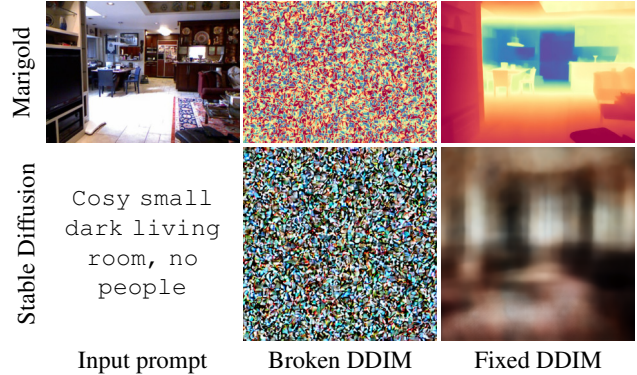 Marigold
Stable Diffusion
Cosy small
dark living
room, no
people
Input prompt
Broken DDIM
Fixed DDIM